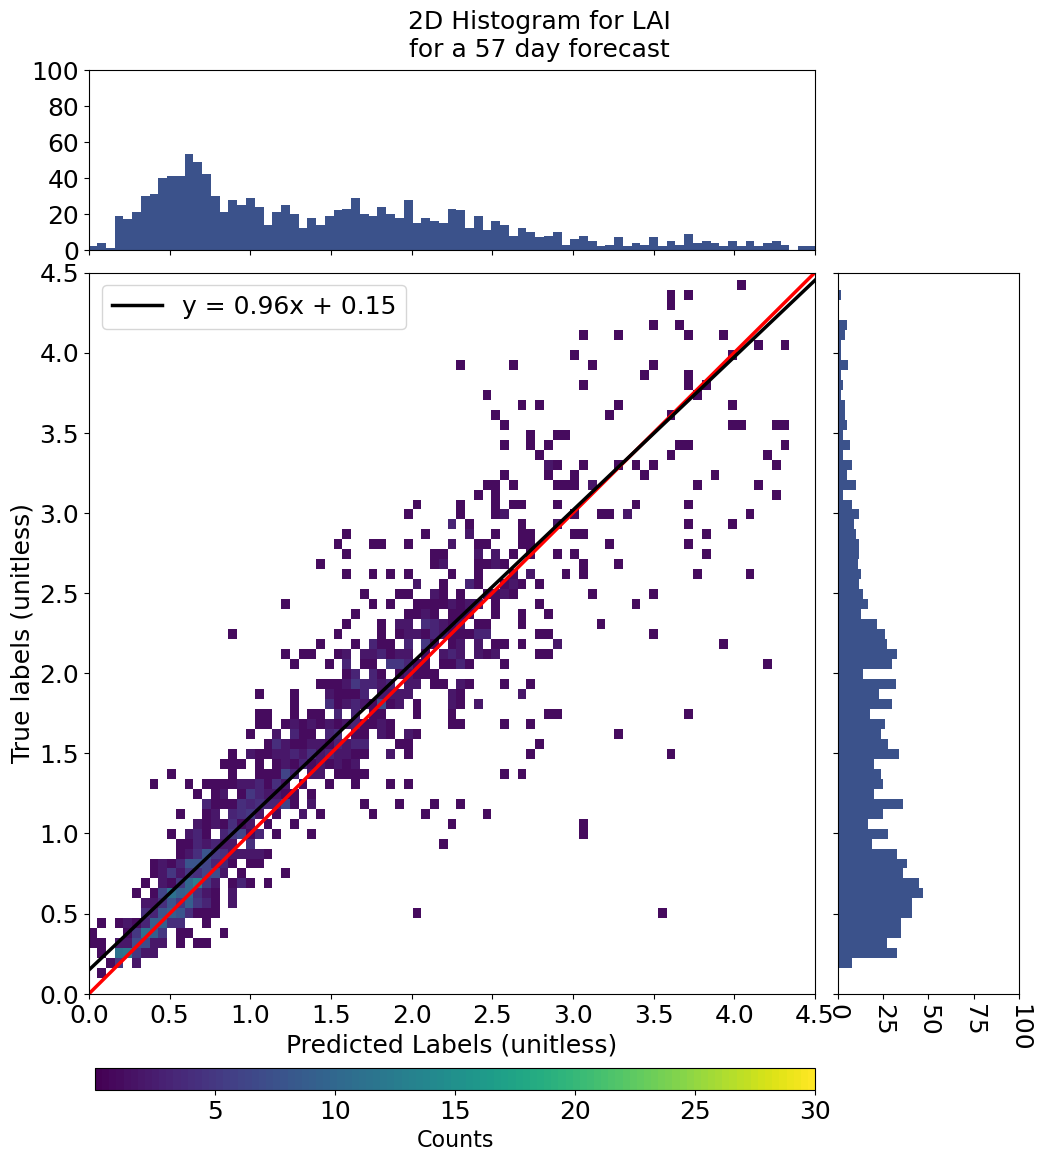 2D Histogram for LAI
for a 57 day forecast
100
80
60
40
20
0
4.5
4.0
3.5
3.0
2.5
2.0
1.5
1.0
0.5
0.0
True labels (unitless)
y = 0.96x + 0.15
0.0 0.5 1.0 1.5 2.0 2.5 3.0 3.5 4.0 4.5
Predicted Labels (unitless)
0 25 50 75 100
5 10 15 20 25 30
Counts